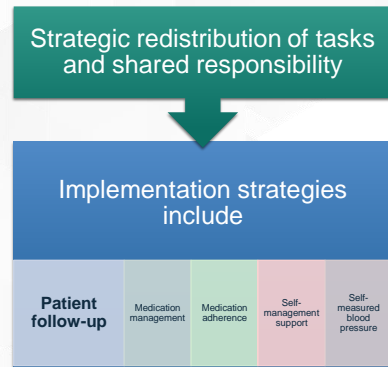 Strategic redistribution of tasks
and shared responsibility
Implementation strategies
include
Patient
follow-up
Medication
management
Medication
adherence
Self-
management
support
Self-
measured
blood
pressure